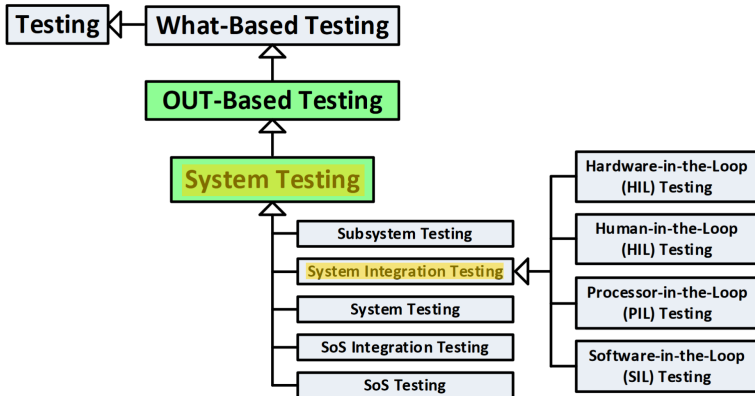 Testing
What-Based Testing
OUT-Based Testing
System Testing
Subsystem Testing
System Integration Testing
System Testing
SoS Integration Testing
SoS Testing
Hardware-in-the-Loop
(HIL) Testing
Human-in-the-Loop
(HIL) Testing
Processor-in-the-Loop
(PIL) Testing
Software-in-the-Loop
(SIL) Testing